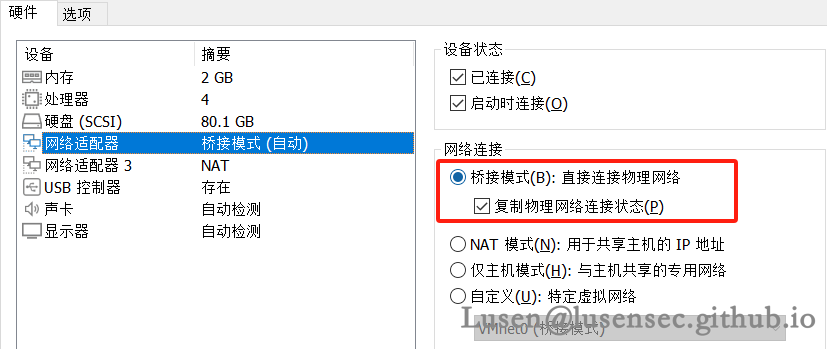 硬件 选项
设备 摘要
内存 2 GB
处理器 4
硬盘 (SCSI) 80.1 GB
网络适配器 桥接模式 (自动)
网络适配器 3 NAT
USB 控制器 存在
声卡 自动检测
显示器 自动检测
设备状态
已连接(C)
启动时连接(O)
网络连接
桥接模式(B): 直接连接物理网络
复制物理网络连接状态(P)
NAT 模式(N): 用于共享主机的 IP 地址
仅主机模式(H): 与主机共享的专用网络
自定义(U): 特定虚拟网络
Lusen@lusensec.github.io
VMnet0 (桥接模式)